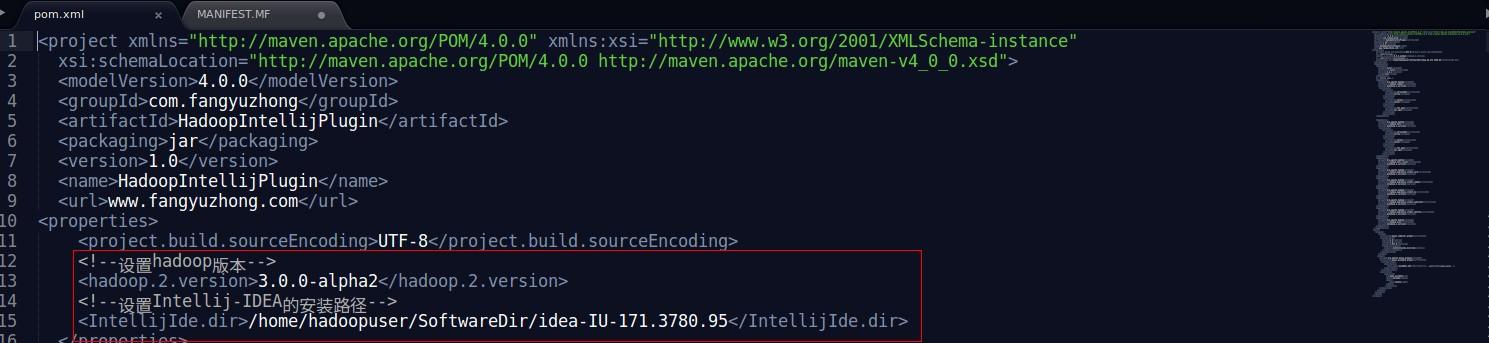 pom.xml
MANIFEST.MF
1 <project xmlns="http://maven.apache.org/POM/4.0.0" xmlns:xsi="http://www.w3.org/2001/XMLSchema-instance"
2 xsi:schemaLocation="http://maven.apache.org/POM/4.0.0 http://maven.apache.org/maven-v4_0_0.xsd">
3 <modelVersion>4.0.0</modelVersion>
4 <groupId>com.fangyuzhong</groupId>
5 <artifactId>HadoopIntellijPlugin</artifactId>
6 <packaging>jar</packaging>
7 <version>1.0</version>
8 <name>HadoopIntellijPlugin</name>
9 <url>www.fangyuzhong.com</url>
10 <properties>
11 <project.build.sourceEncoding>UTF-8</project.build.sourceEncoding>
12 <!--设置hadoop版本-->
13 <hadoop.2.version>3.0.0-alpha2</hadoop.2.version>
14 <!--设置Intellij-IDEA的安装路径-->
15 <IntellijIde.dir>/home/hadoopuser/SoftwareDir/idea-IU-171.3780.95</IntellijIde.dir>
16 </properties>